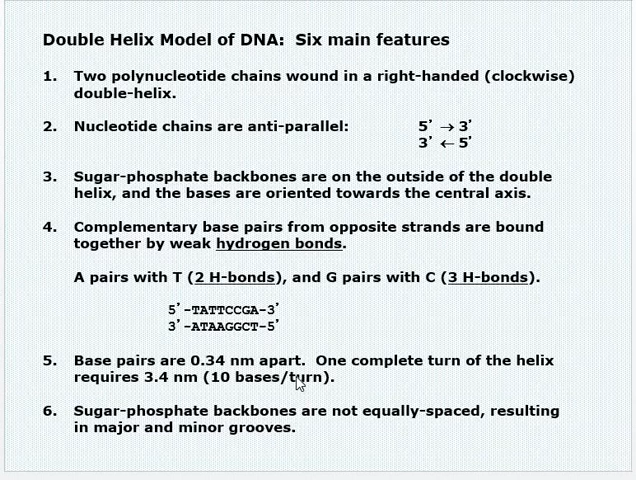 Double Helix Model of DNA: Six main features
1. Two polynucleotide chains wound in a right-handed (clockwise)
double-helix.
2. Nucleotide chains are anti-parallel: 5' → 3'
3' ← 5'
3. Sugar-phosphate backbones are on the outside of the double
helix, and the bases are oriented towards the central axis.
4. Complementary base pairs from opposite strands are bound
together by weak hydrogen bonds.
A pairs with T (2 H-bonds), and G pairs with C (3 H-bonds).
5'-TATTCCGA-3'
3'-ATAAGGCT-5'
5. Base pairs are 0.34 nm apart. One complete turn of the helix
requires 3.4 nm (10 bases/turn).
6. Sugar-phosphate backbones are not equally-spaced, resulting
in major and minor grooves.